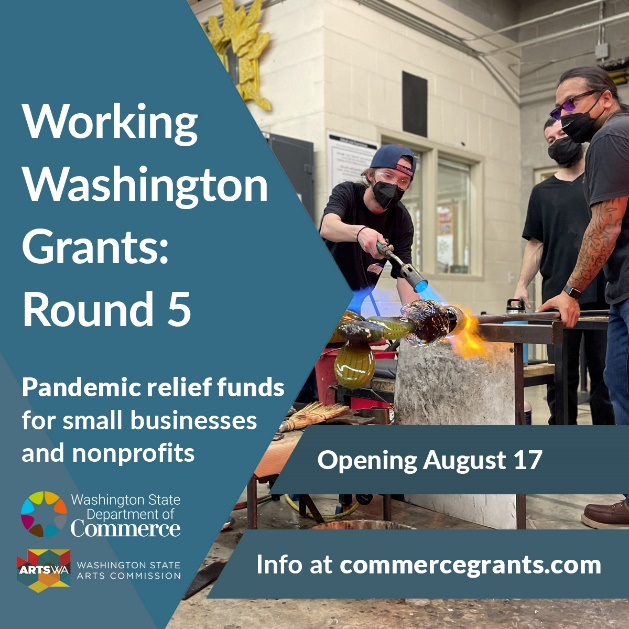 Working
Washington
Grants:
Round 5
Pandemic relief funds
for small businesses
and nonprofits
Opening August 17
Info at commercegrants.com
Washington State
Department of
Commerce
ARTSWA
WASHINGTON STATE
ARTS COMMISSION